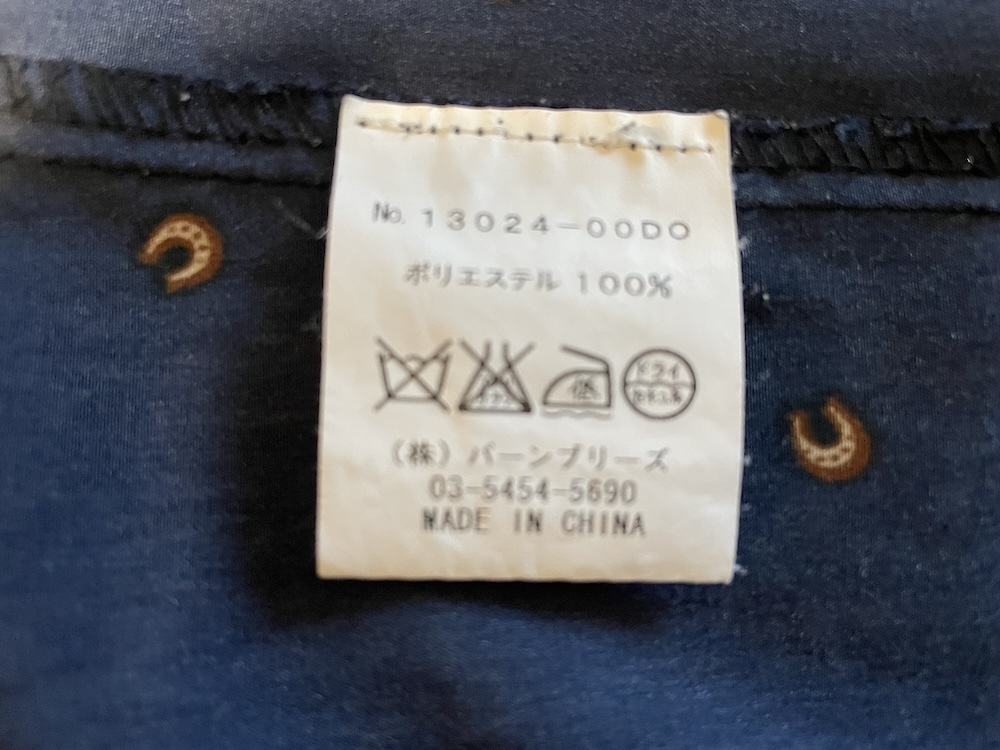 No. 13024-00DO
ポリエステル 100%
低 ドライ
(株) バーンブリーズ
03-5454-5690
MADE IN CHINA